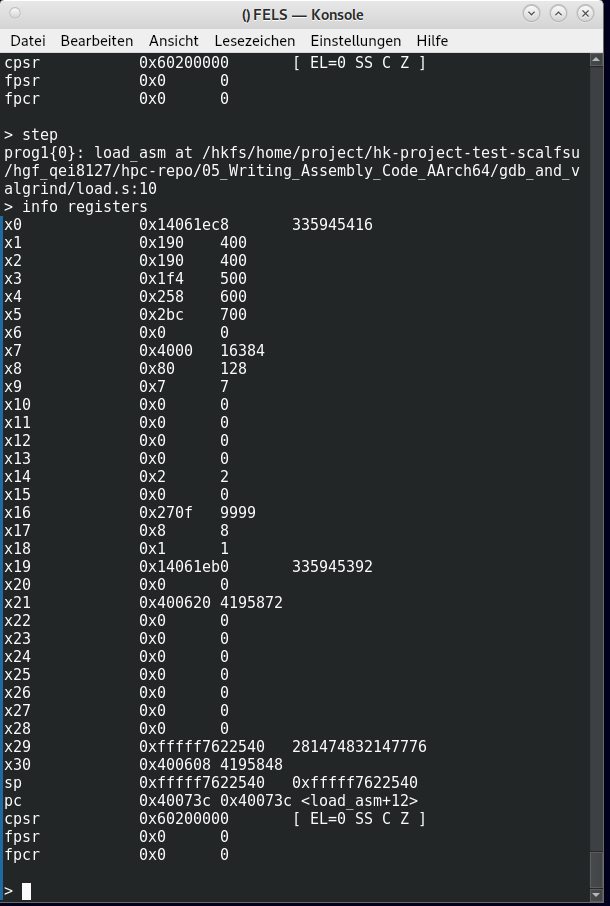 () FELS — Konsole
Datei Bearbeiten Ansicht Lesezeichen Einstellungen Hilfe
cpsr 0x60200000 [ EL=0 SS C Z ]
fpsr 0x0 0
fpcr 0x0 0
> step
prog1{0}: load_asm at /hkfs/home/project/hk-project-test-scalfsu
/hgf_qei8127/hpc-repo/05_Writing_Assembly_Code_AArch64/gdb_and_v
algrind/load.s:10
> info registers
x0 0x14061ec8 335945416
x1 0x190 400
x2 0x190 400
x3 0x1f4 500
x4 0x258 600
x5 0x2bc 700
x6 0x0 0
x7 0x4000 16384
x8 0x80 128
x9 0x7 7
x10 0x0 0
x11 0x0 0
x12 0x0 0
x13 0x0 0
x14 0x2 2
x15 0x0 0
x16 0x270f 9999
x17 0x8 8
x18 0x1 1
x19 0x14061eb0 335945392
x20 0x0 0
x21 0x400620 4195872
x22 0x0 0
x23 0x0 0
x24 0x0 0
x25 0x0 0
x26 0x0 0
x27 0x0 0
x28 0x0 0
x29 0xfffff7622540 281474832147776
x30 0x400608 4195848
sp 0xfffff7622540 0xfffff7622540
pc 0x40073c 0x40073c <load_asm+12>
cpsr 0x60200000 [ EL=0 SS C Z ]
fpsr 0x0 0
fpcr 0x0 0
>